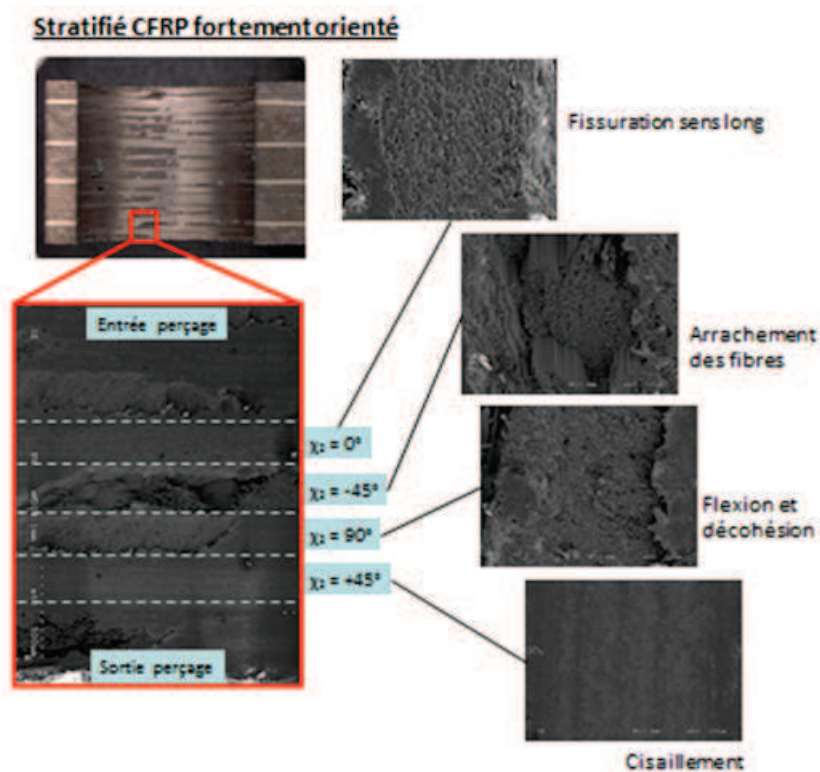 Stratifié CFRP fortement orienté
Fissuration sens long
Entrée perçage
Arrachement
des fibres
χ₂ = 0°
χ₂ = -45°
χ₂ = 90°
χ₂ = +45°
Flexion et
décohésion
Sortie perçage
Cisaillement